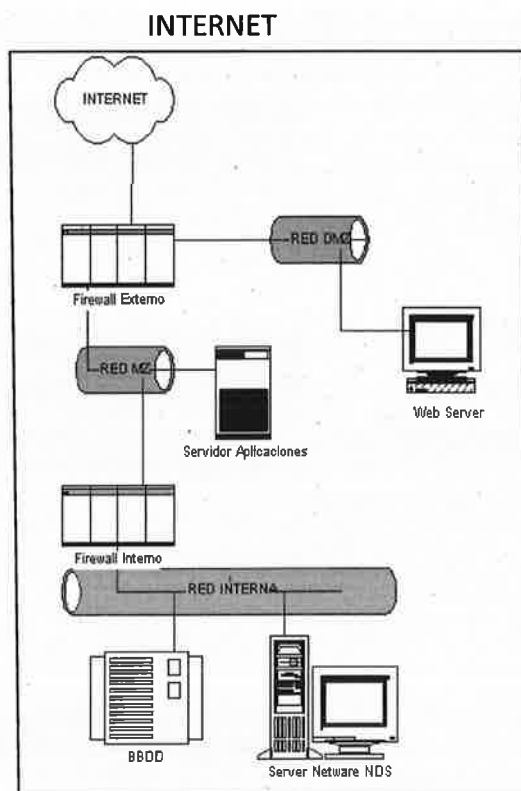 INTERNET
INTERNET
RED DMZ
Firewall Externo
RED MZ
Web Server
Servidor Aplicaciones
Firewall Interno
RED INTERNA
BBDD
Server Netware NDS